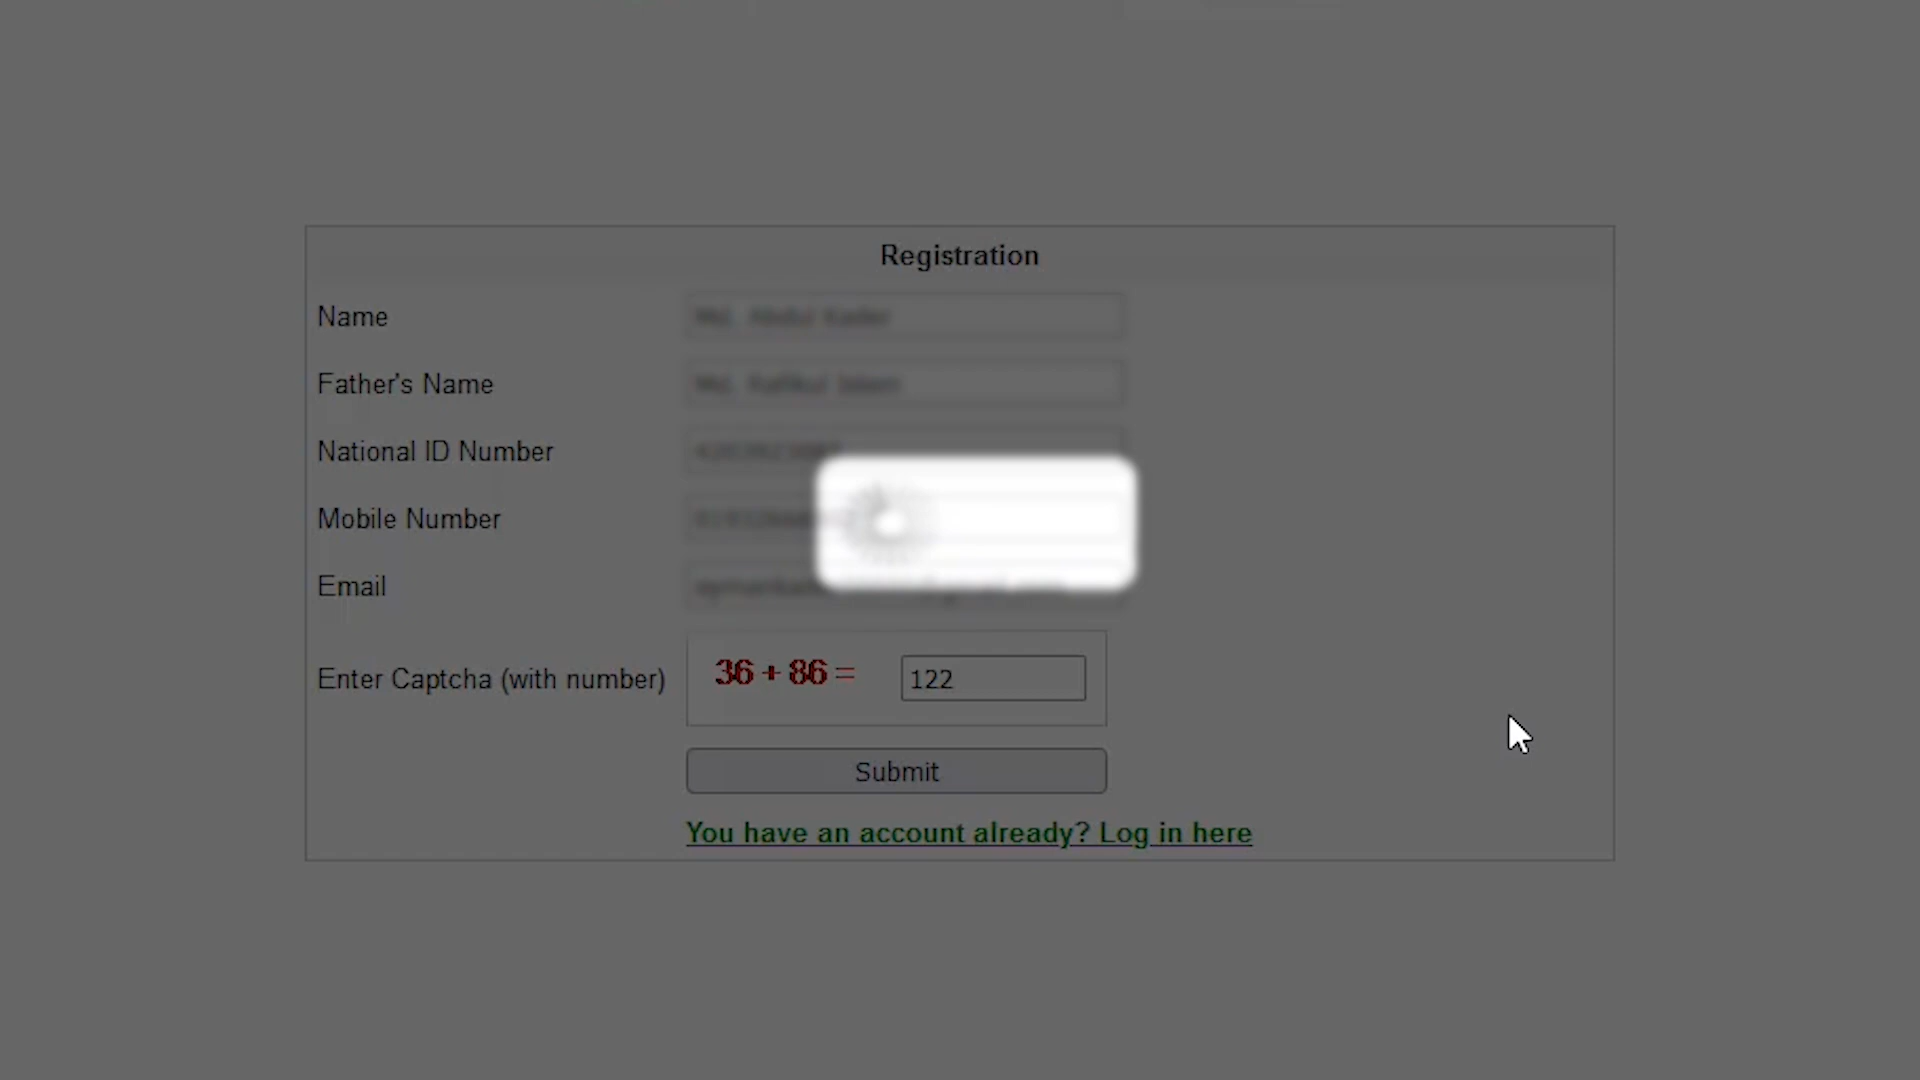 Registration
Name
Father's Name
National ID Number
Mobile Number
Email
Enter Captcha (with number) 36 + 86 = 122
Submit
You have an account already? Log in here